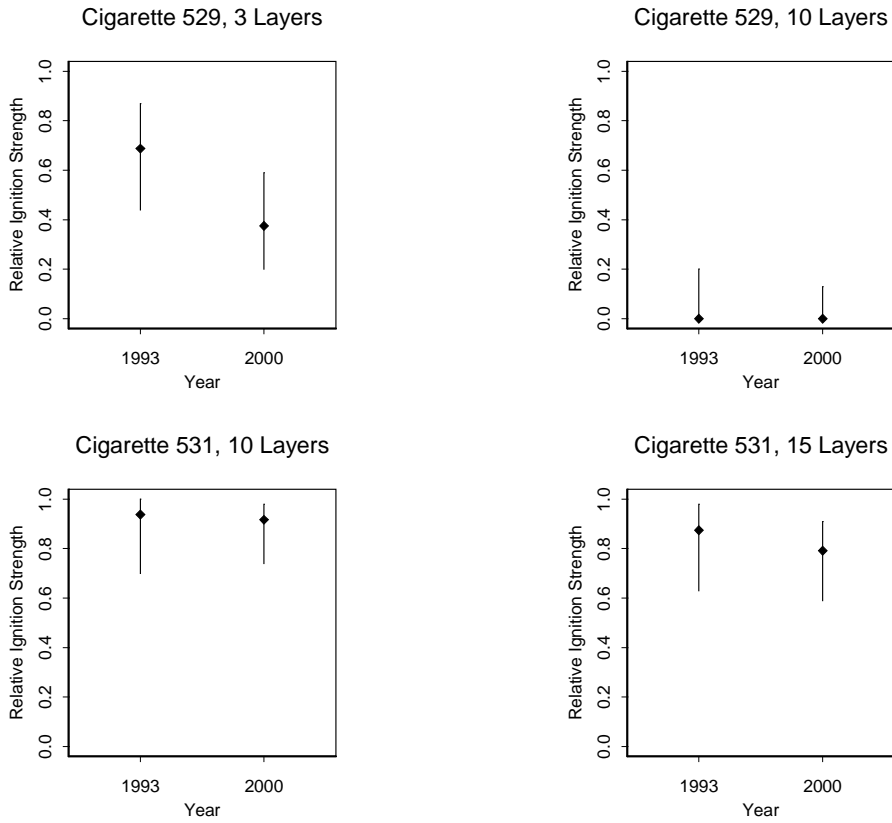 Cigarette 529, 3 Layers
Relative Ignition Strength
1.0
0.8
0.6
0.4
0.2
0.0
1993 2000
Year
Cigarette 529, 10 Layers
Relative Ignition Strength
1.0
0.8
0.6
0.4
0.2
0.0
1993 2000
Year
Cigarette 531, 10 Layers
Relative Ignition Strength
1.0
0.8
0.6
0.4
0.2
0.0
1993 2000
Year
Cigarette 531, 15 Layers
Relative Ignition Strength
1.0
0.8
0.6
0.4
0.2
0.0
1993 2000
Year